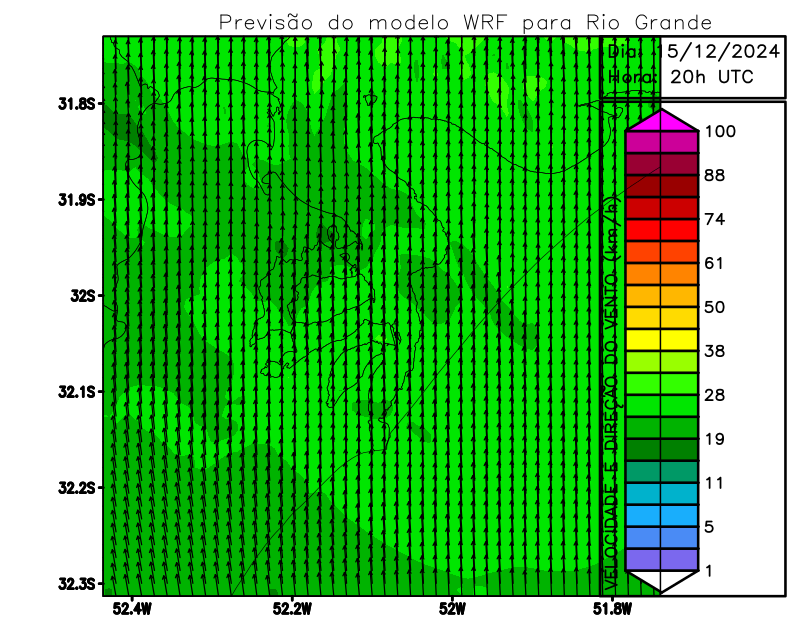 Previsão do modelo WRF para Rio Grande
Dia: 15/12/2024
Hora: 20h UTC
31.8S
31.9S
32S
32.1S
32.2S
32.3S
52.4W
52.2W
52W
51.8W
VELOCIDADE E DIREÇÃO DO VENTO (km/h)
100
88
74
61
50
38
28
19
11
5
1